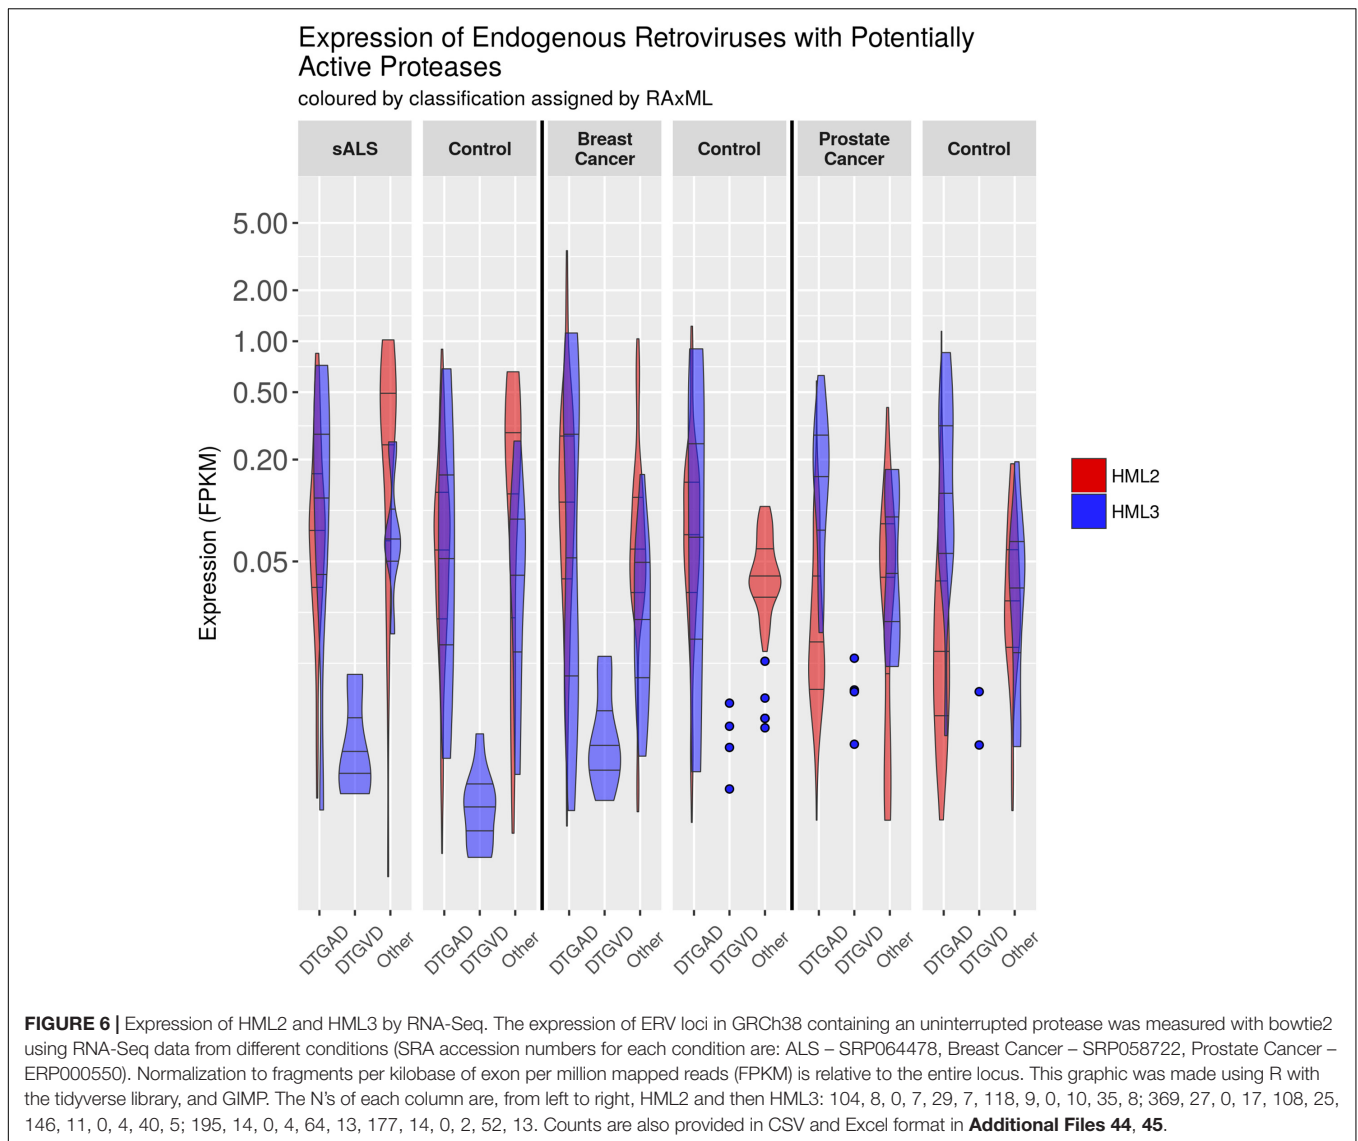 Expression of Endogenous Retroviruses with Potentially
Active Proteases
coloured by classification assigned by RAxML
sALS
Control
Breast
Cancer
Control
Prostate
Cancer
Control
Expression (FPKM)
5.00
2.00
1.00
0.50
0.20
0.05
DTGAD
DTGVD
Other
DTGAD
DTGVD
Other
DTGAD
DTGVD
Other
DTGAD
DTGVD
Other
DTGAD
DTGVD
Other
DTGAD
DTGVD
Other
HML2
HML3
FIGURE 6 | Expression of HML2 and HML3 by RNA-Seq. The expression of ERV loci in GRCh38 containing an uninterrupted protease was measured with bowtie2
using RNA-Seq data from different conditions (SRA accession numbers for each condition are: ALS – SRP064478, Breast Cancer – SRP058722, Prostate Cancer –
ERP000550). Normalization to fragments per kilobase of exon per million mapped reads (FPKM) is relative to the entire locus. This graphic was made using R with
the tidyverse library, and GIMP. The N's of each column are, from left to right, HML2 and then HML3: 104, 8, 0, 7, 29, 7, 118, 9, 0, 10, 35, 8; 369, 27, 0, 17, 108, 25,
146, 11, 0, 4, 40, 5; 195, 14, 0, 4, 64, 13, 177, 14, 0, 2, 52, 13. Counts are also provided in CSV and Excel format in Additional Files 44, 45.